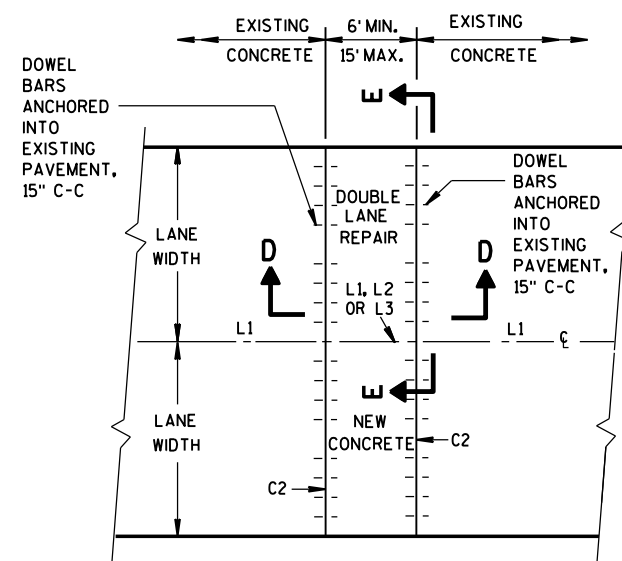 EXISTING
CONCRETE
6' MIN.
15' MAX.
EXISTING
CONCRETE
DOWEL
BARS
ANCHORED
INTO
EXISTING
PAVEMENT,
15" C-C
E
DOWEL
BARS
ANCHORED
INTO
EXISTING
PAVEMENT,
15" C-C
DOUBLE
LANE
REPAIR
LANE
WIDTH
D
D
L1, L2
OR L3
L1
L1
℄
E
LANE
WIDTH
NEW
CONCRETE
C2
C2